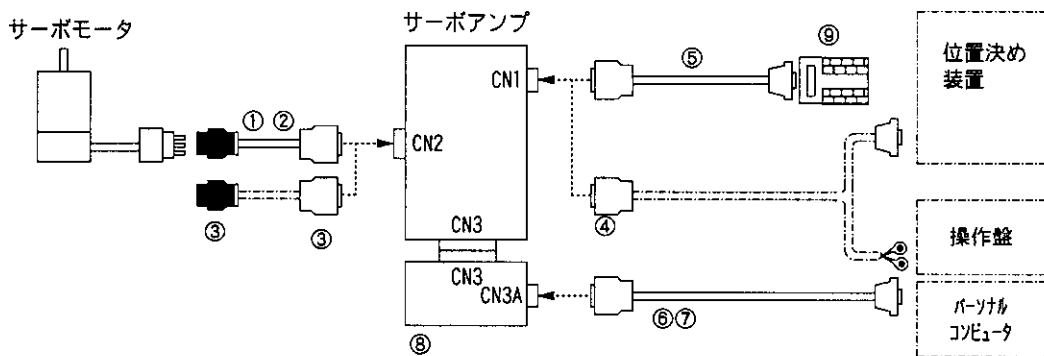 サーボモータ
サーボアンプ
① ②
③
③
CN2
CN1
CN3
CN3
CN3A
⑧
⑤
⑨
④
⑥⑦
位置決め
装置
操作盤
パーソナル
コンピュータ